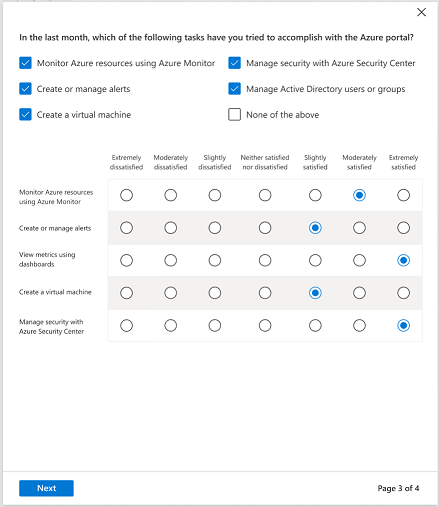 In the last month, which of the following tasks have you tried to accomplish with the Azure portal?
Monitor Azure resources using Azure Monitor
Manage security with Azure Security Center
Create or manage alerts
Manage Active Directory users or groups
Create a virtual machine
None of the above
Extremely dissatisfied
Moderately dissatisfied
Slightly dissatisfied
Neither satisfied nor dissatisfied
Slightly satisfied
Moderately satisfied
Extremely satisfied
Monitor Azure resources
using Azure Monitor
Create or manage alerts
View metrics using
dashboards
Create a virtual machine
Manage security with
Azure Security Center
Next
Page 3 of 4